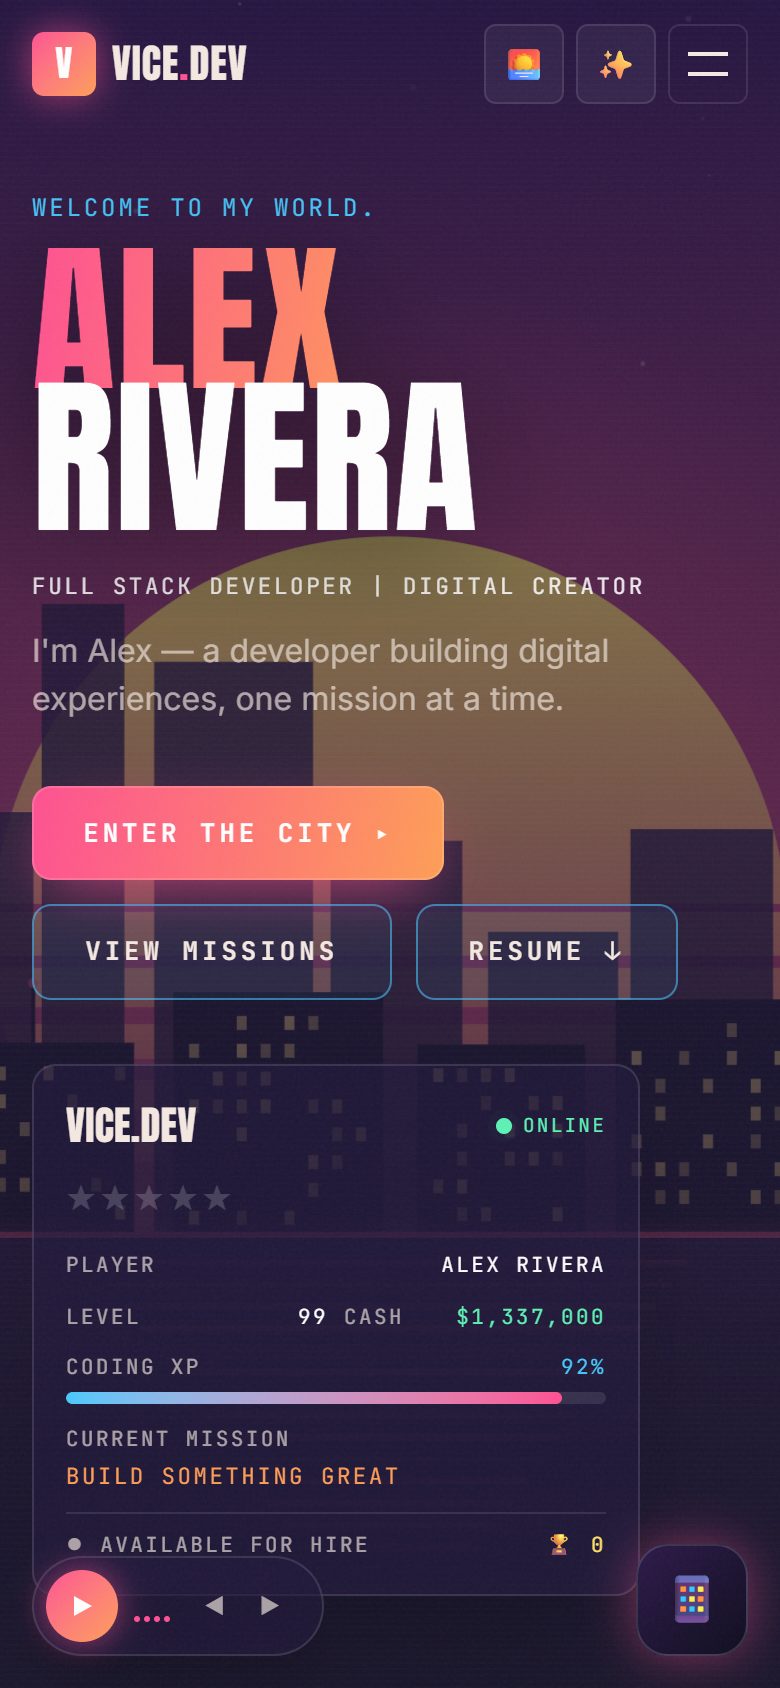 V VICE.DEV
WELCOME TO MY WORLD.
ALEX
RIVERA
FULL STACK DEVELOPER | DIGITAL CREATOR
I'm Alex — a developer building digital
experiences, one mission at a time.
ENTER THE CITY ▸
VIEW MISSIONS RESUME ↓
VICE.DEV ONLINE
★★★★★
PLAYER ALEX RIVERA
LEVEL 99 CASH $1,337,000
CODING XP 92%
CURRENT MISSION
BUILD SOMETHING GREAT
AVAILABLE FOR HIRE 🏆 0